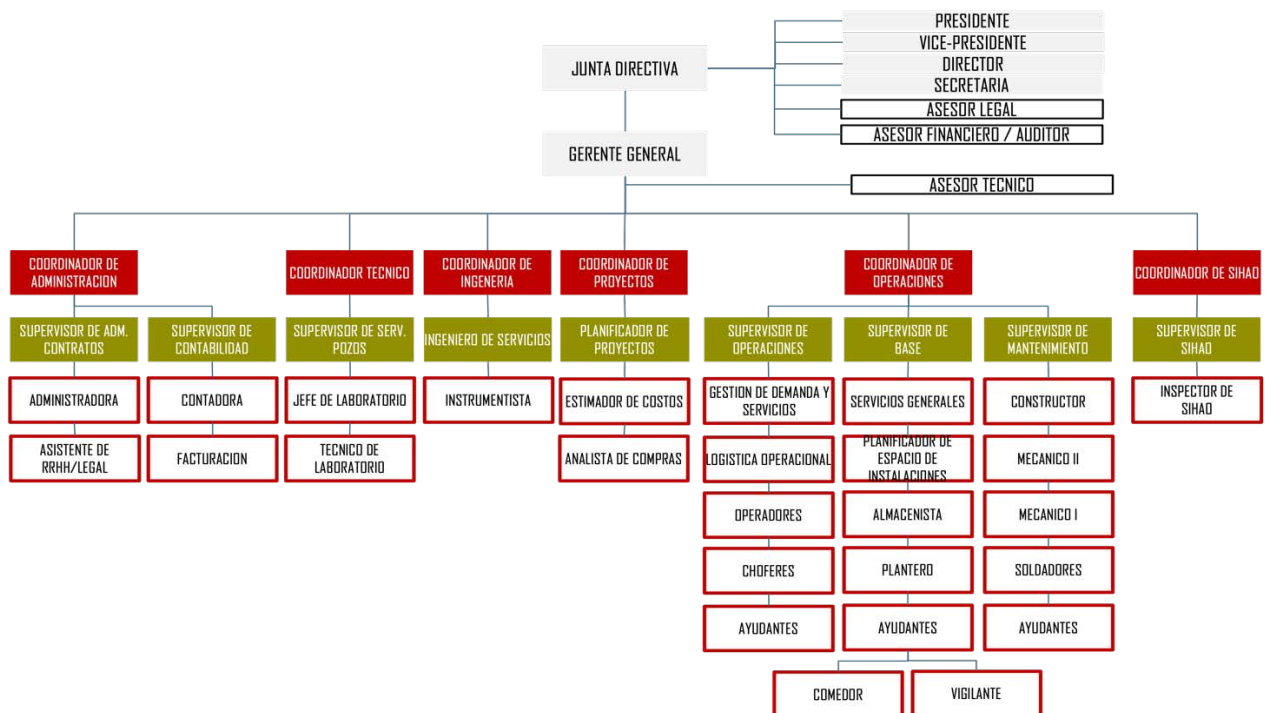 PRESIDENTE
VICE-PRESIDENTE
JUNTA DIRECTIVA
DIRECTOR
SECRETARIA
ASESOR LEGAL
ASESOR FINANCIERO / AUDITOR
GERENTE GENERAL
ASESOR TECNICO
COORDINADOR DE
ADMINISTRACION
COORDINADOR TECNICO
COORDINADOR DE
INGENERIA
COORDINADOR DE
PROYECTOS
COORDINADOR DE
OPERACIONES
COORDINADOR DE SIHAO
SUPERVISOR DE ADM.
CONTRATOS
SUPERVISOR DE
CONTABILIDAD
SUPERVISOR DE SERV.
POZOS
INGENIERO DE SERVICIOS
PLANIFICADOR DE
PROYECTOS
SUPERVISOR DE
OPERACIONES
SUPERVISOR DE
BASE
SUPERVISOR DE
MANTENIMIENTO
SUPERVISOR DE
SIHAO
ADMINISTRADORA
CONTADORA
JEFE DE LABORATORIO
INSTRUMENTISTA
ESTIMADOR DE COSTOS
GESTION DE DEMANDA Y
SERVICIOS
SERVICIOS GENERALES
CONSTRUCTOR
INSPECTOR DE
SIHAO
ASISTENTE DE
RRHH/LEGAL
FACTURACION
TECNICO DE
LABORATORIO
ANALISTA DE COMPRAS
LOGISTICA OPERACIONAL
PLANIFICADOR DE
ESPACIO DE
INSTALACIONES
MECANICO II
OPERADORES
ALMACENISTA
MECANICO I
CHOFERES
PLANTERO
SOLDADORES
AYUDANTES
AYUDANTES
AYUDANTES
COMEDOR
VIGILANTE